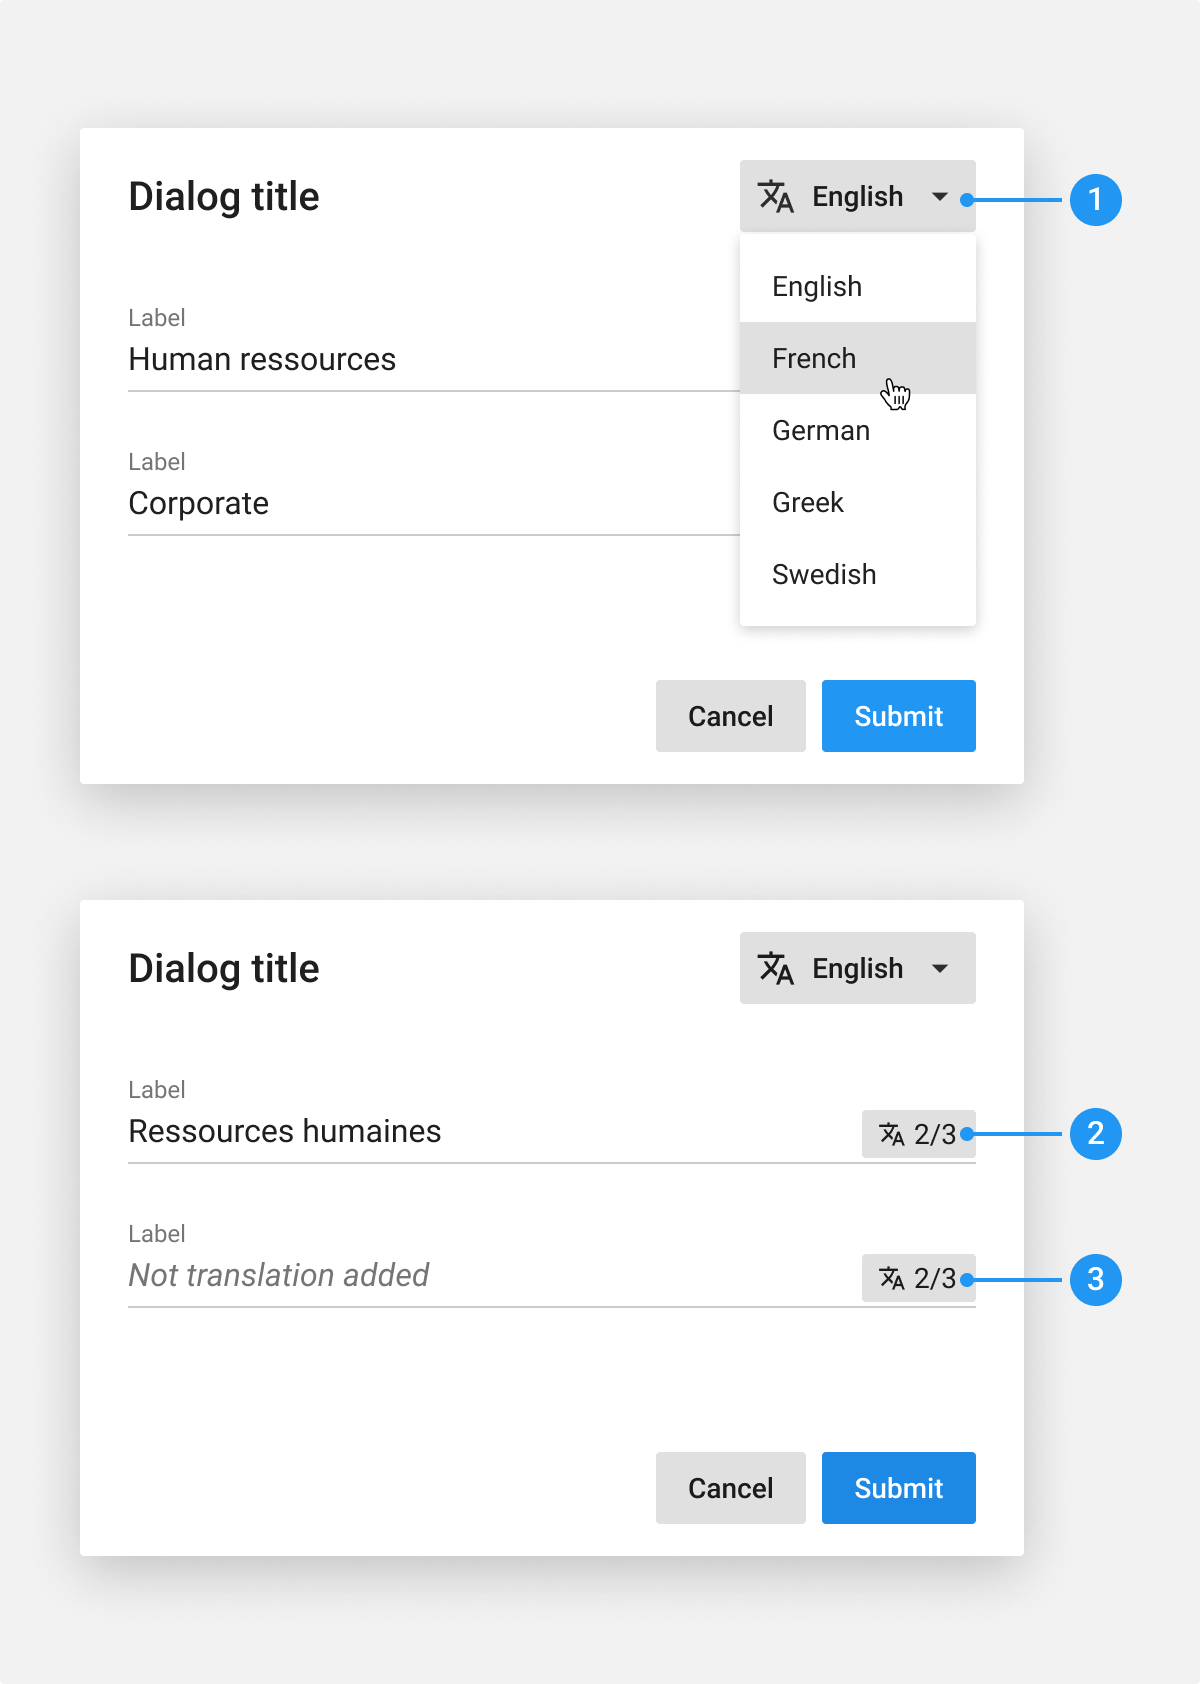 Dialog title
English
1
English
Label
Human ressources
French
German
Label
Corporate
Greek
Swedish
Cancel
Submit
Dialog title
English
Label
Ressources humaines
2/3
2
Label
Not translation added
2/3
3
Cancel
Submit